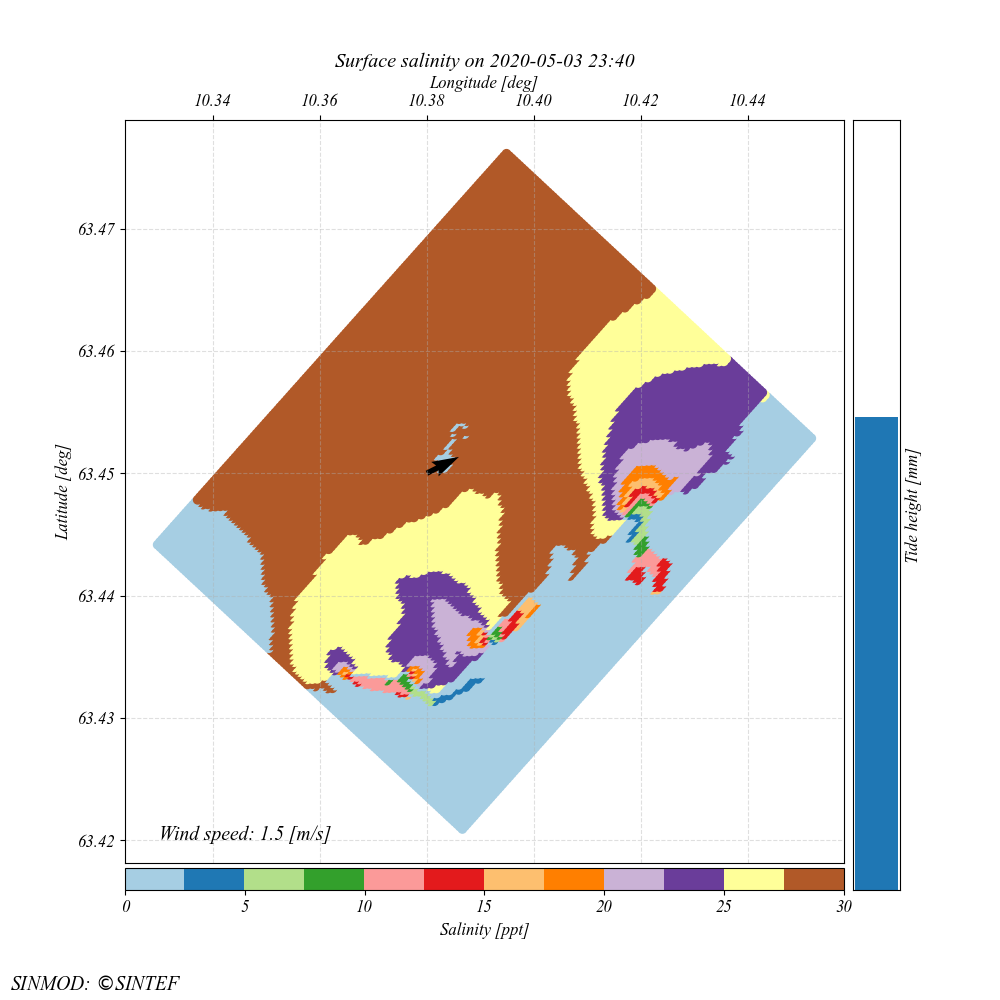 Surface salinity on 2020-05-03 23:40
Longitude [deg]
10.34 10.36 10.38 10.40 10.42 10.44
63.47
63.46
63.45
63.44
63.43
63.42
Latitude [deg]
Tide height [mm]
Wind speed: 1.5 [m/s]
0 5 10 15 20 25 30
Salinity [ppt]
SINMOD: ©SINTEF